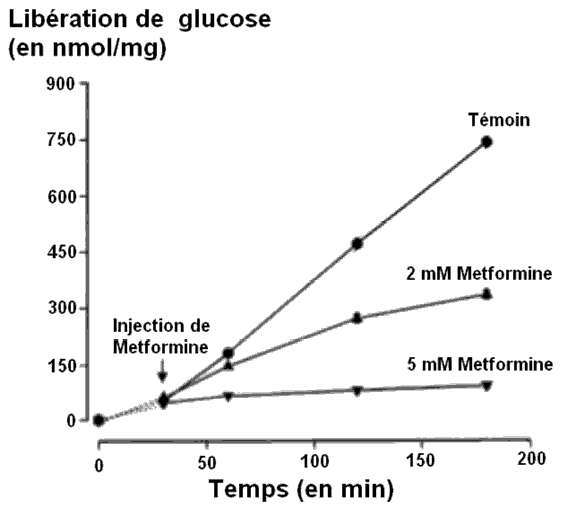 Libération de glucose
(en nmol/mg)
900
750
600
450
300
150
0
Témoin
2 mM Metformine
Injection de
Metformine
5 mM Metformine
0
50
100
150
200
Temps (en min)